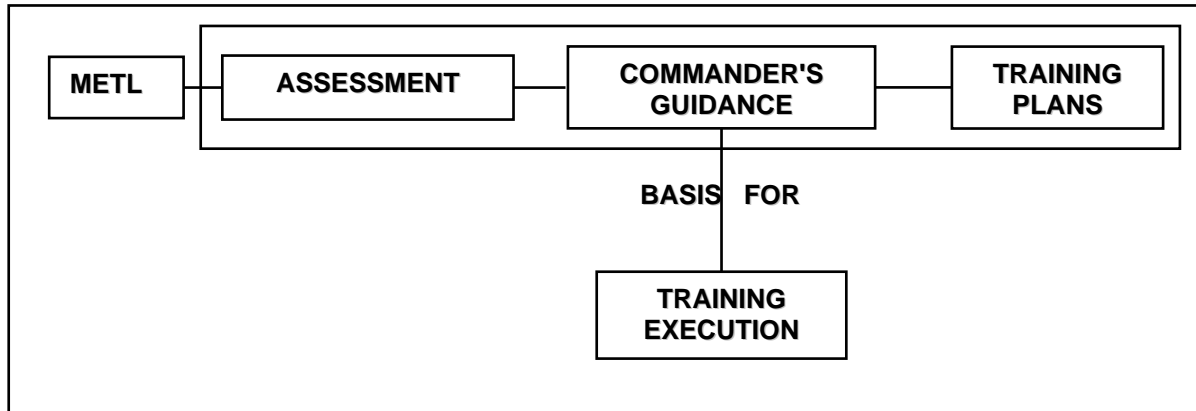 METL
ASSESSMENT
COMMANDER'S
GUIDANCE
TRAINING
PLANS
BASIS FOR
TRAINING
EXECUTION